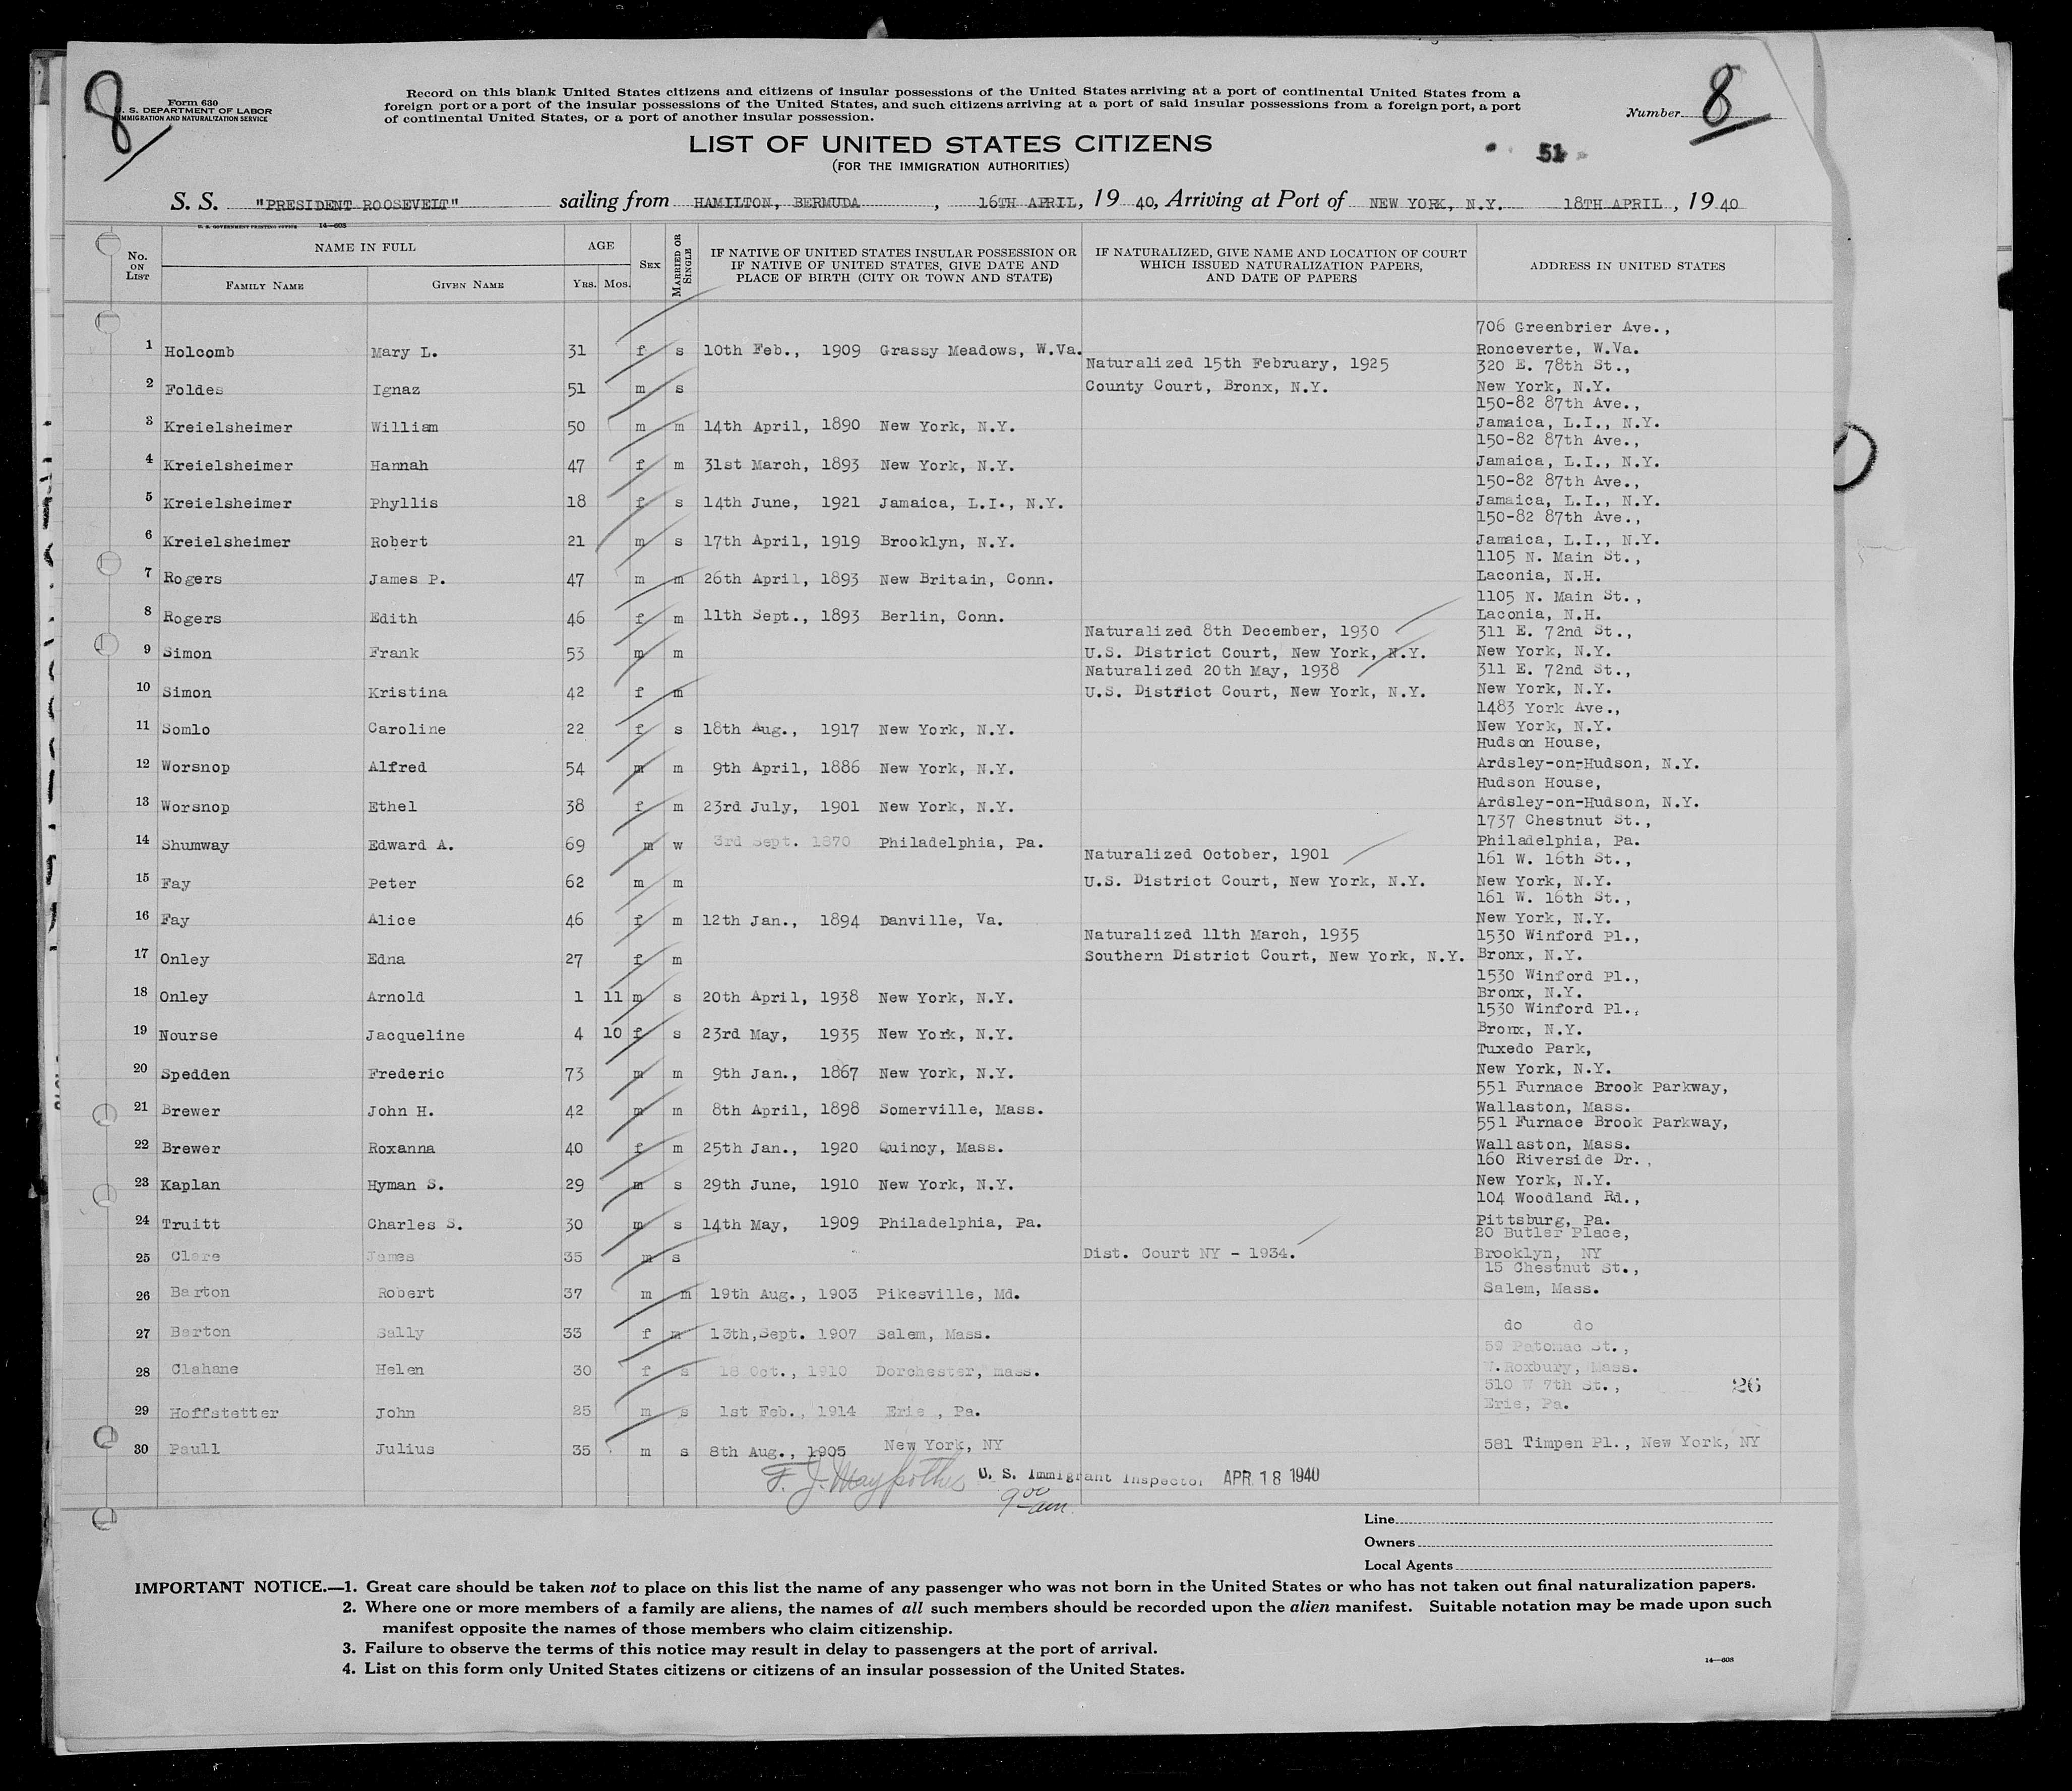 8
Form 630
U. S. DEPARTMENT OF LABOR
IMMIGRATION AND NATURALIZATION SERVICE
Record on this blank United States citizens and citizens of insular possessions of the United States arriving at a port of continental United States from a
foreign port or a port of the insular possessions of the United States, and such citizens arriving at a port of said insular possessions from a foreign port, a port
of continental United States, or a port of another insular possession.
Number 8
LIST OF UNITED STATES CITIZENS
(FOR THE IMMIGRATION AUTHORITIES)
51
S. S. "PRESIDENT ROOSEVELT" sailing from HAMILTON, BERMUDA, 16TH APRIL, 19 40, Arriving at Port of NEW YORK, N.Y. 18TH APRIL, 19 40
U. S. GOVERNMENT PRINTING OFFICE 14—608
No. ON LIST
NAME IN FULL
FAMILY NAME
GIVEN NAME
AGE
YRS. MOS.
SEX
MARRIED OR SINGLE
IF NATIVE OF UNITED STATES INSULAR POSSESSION OR
IF NATIVE OF UNITED STATES, GIVE DATE AND
PLACE OF BIRTH (CITY OR TOWN AND STATE)
IF NATURALIZED, GIVE NAME AND LOCATION OF COURT
WHICH ISSUED NATURALIZATION PAPERS,
AND DATE OF PAPERS
ADDRESS IN UNITED STATES
706 Greenbrier Ave.,
1 Holcomb Mary L. 31 f s 10th Feb., 1909 Grassy Meadows, W.Va. Ronceverte, W.Va.
Naturalized 15th February, 1925 320 E. 78th St.,
2 Foldes Ignaz 51 m s County Court, Bronx, N.Y. New York, N.Y.
150-82 87th Ave.,
3 Kreielsheimer William 50 m m 14th April, 1890 New York, N.Y. Jamaica, L.I., N.Y.
150-82 87th Ave.,
4 Kreielsheimer Hannah 47 f m 31st March, 1893 New York, N.Y. Jamaica, L.I., N.Y.
150-82 87th Ave.,
5 Kreielsheimer Phyllis 18 f s 14th June, 1921 Jamaica, L.I., N.Y. Jamaica, L.I., N.Y.
150-82 87th Ave.,
6 Kreielsheimer Robert 21 m s 17th April, 1919 Brooklyn, N.Y. Jamaica, L.I., N.Y.
1105 N. Main St.,
7 Rogers James P. 47 m m 26th April, 1893 New Britain, Conn. Laconia, N.H.
1105 N. Main St.,
8 Rogers Edith 46 f m 11th Sept., 1893 Berlin, Conn. Laconia, N.H.
Naturalized 8th December, 1930 311 E. 72nd St.,
9 Simon Frank 53 m m U.S. District Court, New York, N.Y. New York, N.Y.
Naturalized 20th May, 1938 311 E. 72nd St.,
10 Simon Kristina 42 f m U.S. District Court, New York, N.Y. New York, N.Y.
1483 York Ave.,
11 Somlo Caroline 22 f s 18th Aug., 1917 New York, N.Y. New York, N.Y.
Hudson House,
12 Worsnop Alfred 54 m m 9th April, 1886 New York, N.Y. Ardsley-on-Hudson, N.Y.
Hudson House,
13 Worsnop Ethel 38 f m 23rd July, 1901 New York, N.Y. Ardsley-on-Hudson, N.Y.
1737 Chestnut St.,
14 Shumway Edward A. 69 m w 3rd Sept. 1870 Philadelphia, Pa. Philadelphia, Pa.
Naturalized October, 1901 161 W. 16th St.,
15 Fay Peter 62 m m U.S. District Court, New York, N.Y. New York, N.Y.
161 W. 16th St.,
16 Fay Alice 46 f m 12th Jan., 1894 Danville, Va. New York, N.Y.
Naturalized 11th March, 1935 1530 Winford Pl.,
17 Onley Edna 27 f m Southern District Court, New York, N.Y. Bronx, N.Y.
1530 Winford Pl.,
18 Onley Arnold 1 11 m s 20th April, 1938 New York, N.Y. Bronx, N.Y.
1530 Winford Pl.,
19 Nourse Jacqueline 4 10 f s 23rd May, 1935 New York, N.Y. Bronx, N.Y.
Tuxedo Park,
20 Spedden Frederic 73 m m 9th Jan., 1867 New York, N.Y. New York, N.Y.
551 Furnace Brook Parkway,
21 Brewer John H. 42 m m 8th April, 1898 Somerville, Mass. Wallaston, Mass.
551 Furnace Brook Parkway,
22 Brewer Roxanna 40 f m 25th Jan., 1920 Quincy, Mass. Wallaston, Mass.
160 Riverside Dr.,
23 Kaplan Hyman S. 29 m s 29th June, 1910 New York, N.Y. New York, N.Y.
104 Woodland Rd.,
24 Truitt Charles S. 30 m s 14th May, 1909 Philadelphia, Pa. Pittsburg, Pa.
20 Butler Place,
25 Clare James 35 m s Dist. Court NY - 1934. Brooklyn, NY
15 Chestnut St.,
26 Barton Robert 37 m m 19th Aug., 1903 Pikesville, Md. Salem, Mass.
27 Barton Sally 33 f m 13th,Sept. 1907 Salem, Mass. do do
59 Patomac St.,
28 Clahane Helen 30 f s 18 Oct., 1910 Dorchester, mass. W.Roxbury, Mass.
510 W 7th St., 26
29 Hoffstetter John 25 m s 1st Feb., 1914 Erie , Pa. Erie, Pa.
30 Paull Julius 35 m s 8th Aug., 1905 New York, NY 581 Timpen Pl., New York, NY
F. J. U. S. Immigrant Inspector APR 18 1940
9 00 am
Line
Owners
Local Agents
IMPORTANT NOTICE.—1. Great care should be taken not to place on this list the name of any passenger who was not born in the United States or who has not taken out final naturalization papers.
2. Where one or more members of a family are aliens, the names of all such members should be recorded upon the alien manifest. Suitable notation may be made upon such
manifest opposite the names of those members who claim citizenship.
3. Failure to observe the terms of this notice may result in delay to passengers at the port of arrival.
4. List on this form only United States citizens or citizens of an insular possession of the United States.
14—608